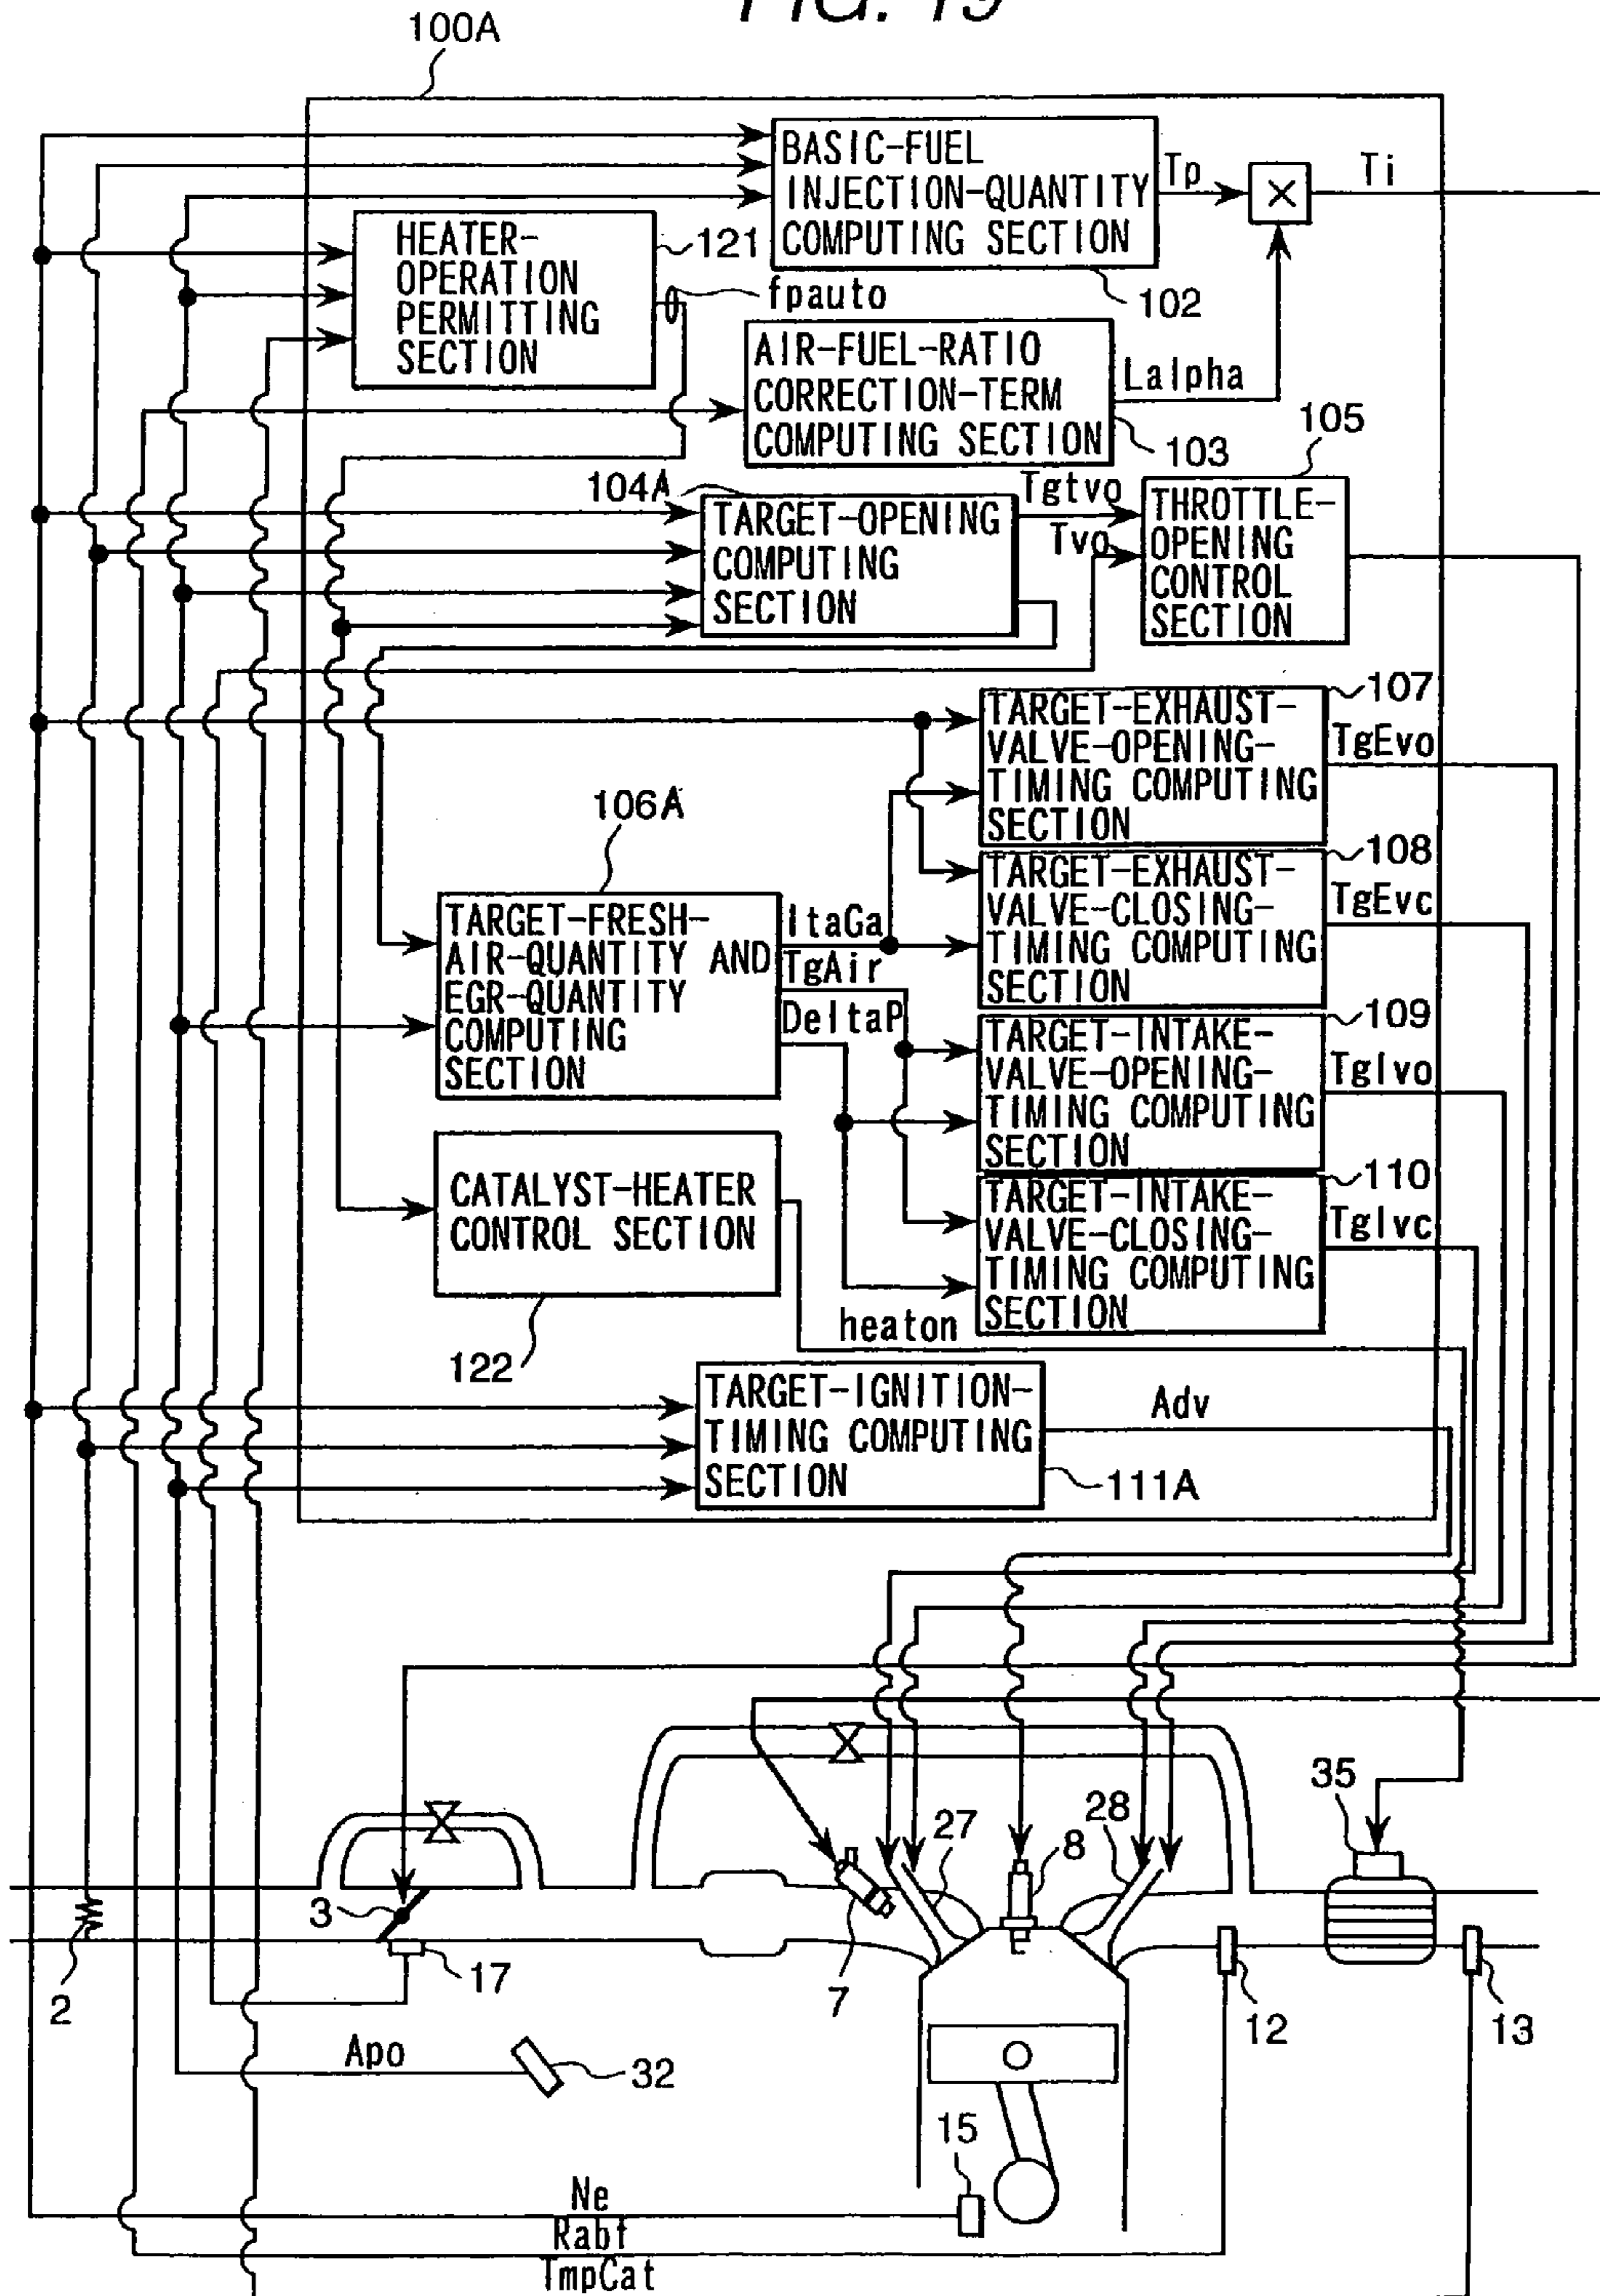 FIG. 19
100A
BASIC-FUEL
INJECTION-QUANTITY
COMPUTING SECTION
Tp
×
Ti
HEATER-
OPERATION
PERMITTING
SECTION
121
102
fpauto
AIR-FUEL-RATIO
CORRECTION-TERM
COMPUTING SECTION
Lalpha
103
105
104A
TARGET-OPENING
COMPUTING
SECTION
Tgtvo
Tvo
THROTTLE-
OPENING
CONTROL
SECTION
TARGET-EXHAUST-
VALVE-OPENING-
TIMING COMPUTING
SECTION
107
TgEvo
106A
TARGET-FRESH-
AIR-QUANTITY AND
EGR-QUANTITY
COMPUTING
SECTION
ItaGa
TgAir
DeltaP
TARGET-EXHAUST-
VALVE-CLOSING-
TIMING COMPUTING
SECTION
108
TgEvc
TARGET-INTAKE-
VALVE-OPENING-
TIMING COMPUTING
SECTION
109
TgIvo
CATALYST-HEATER
CONTROL SECTION
122
TARGET-INTAKE-
VALVE-CLOSING-
TIMING COMPUTING
SECTION
110
TgIvc
heaton
TARGET-IGNITION-
TIMING COMPUTING
SECTION
Adv
111A
35
27
28
8
3
2
17
7
12
13
Apo
32
15
Ne
Rabf
TmpCat